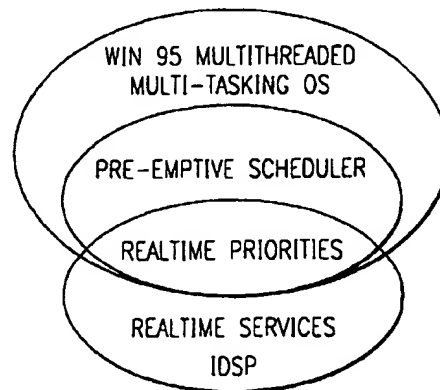 WIN 95 MULTITHREADED
MULTI-TASKING OS
PRE-EMPTIVE SCHEDULER
REALTIME PRIORITIES
REALTIME SERVICES
IDSP